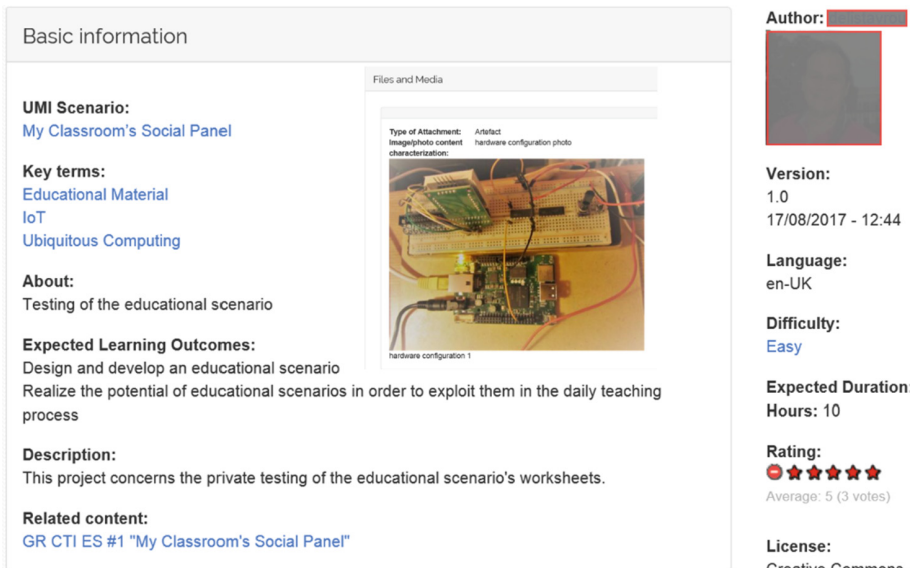 Basic information
UMI Scenario:
My Classroom's Social Panel
Key terms:
Educational Material
IoT
Ubiquitous Computing
About:
Testing of the educational scenario
Expected Learning Outcomes:
Design and develop an educational scenario
Realize the potential of educational scenarios in order to exploit them in the daily teaching
process
Description:
This project concerns the private testing of the educational scenario's worksheets.
Related content:
GR CTI ES #1 "My Classroom's Social Panel"
Files and Media
Type of Attachment: Artefact
Image/photo content hardware configuration photo
characterization:
hardware configuration 1
Author:
Version:
1.0
17/08/2017 - 12:44
Language:
en-UK
Difficulty:
Easy
Expected Duration:
Hours: 10
Rating:
Average: 5 (3 votes)
License:
Creative Commons